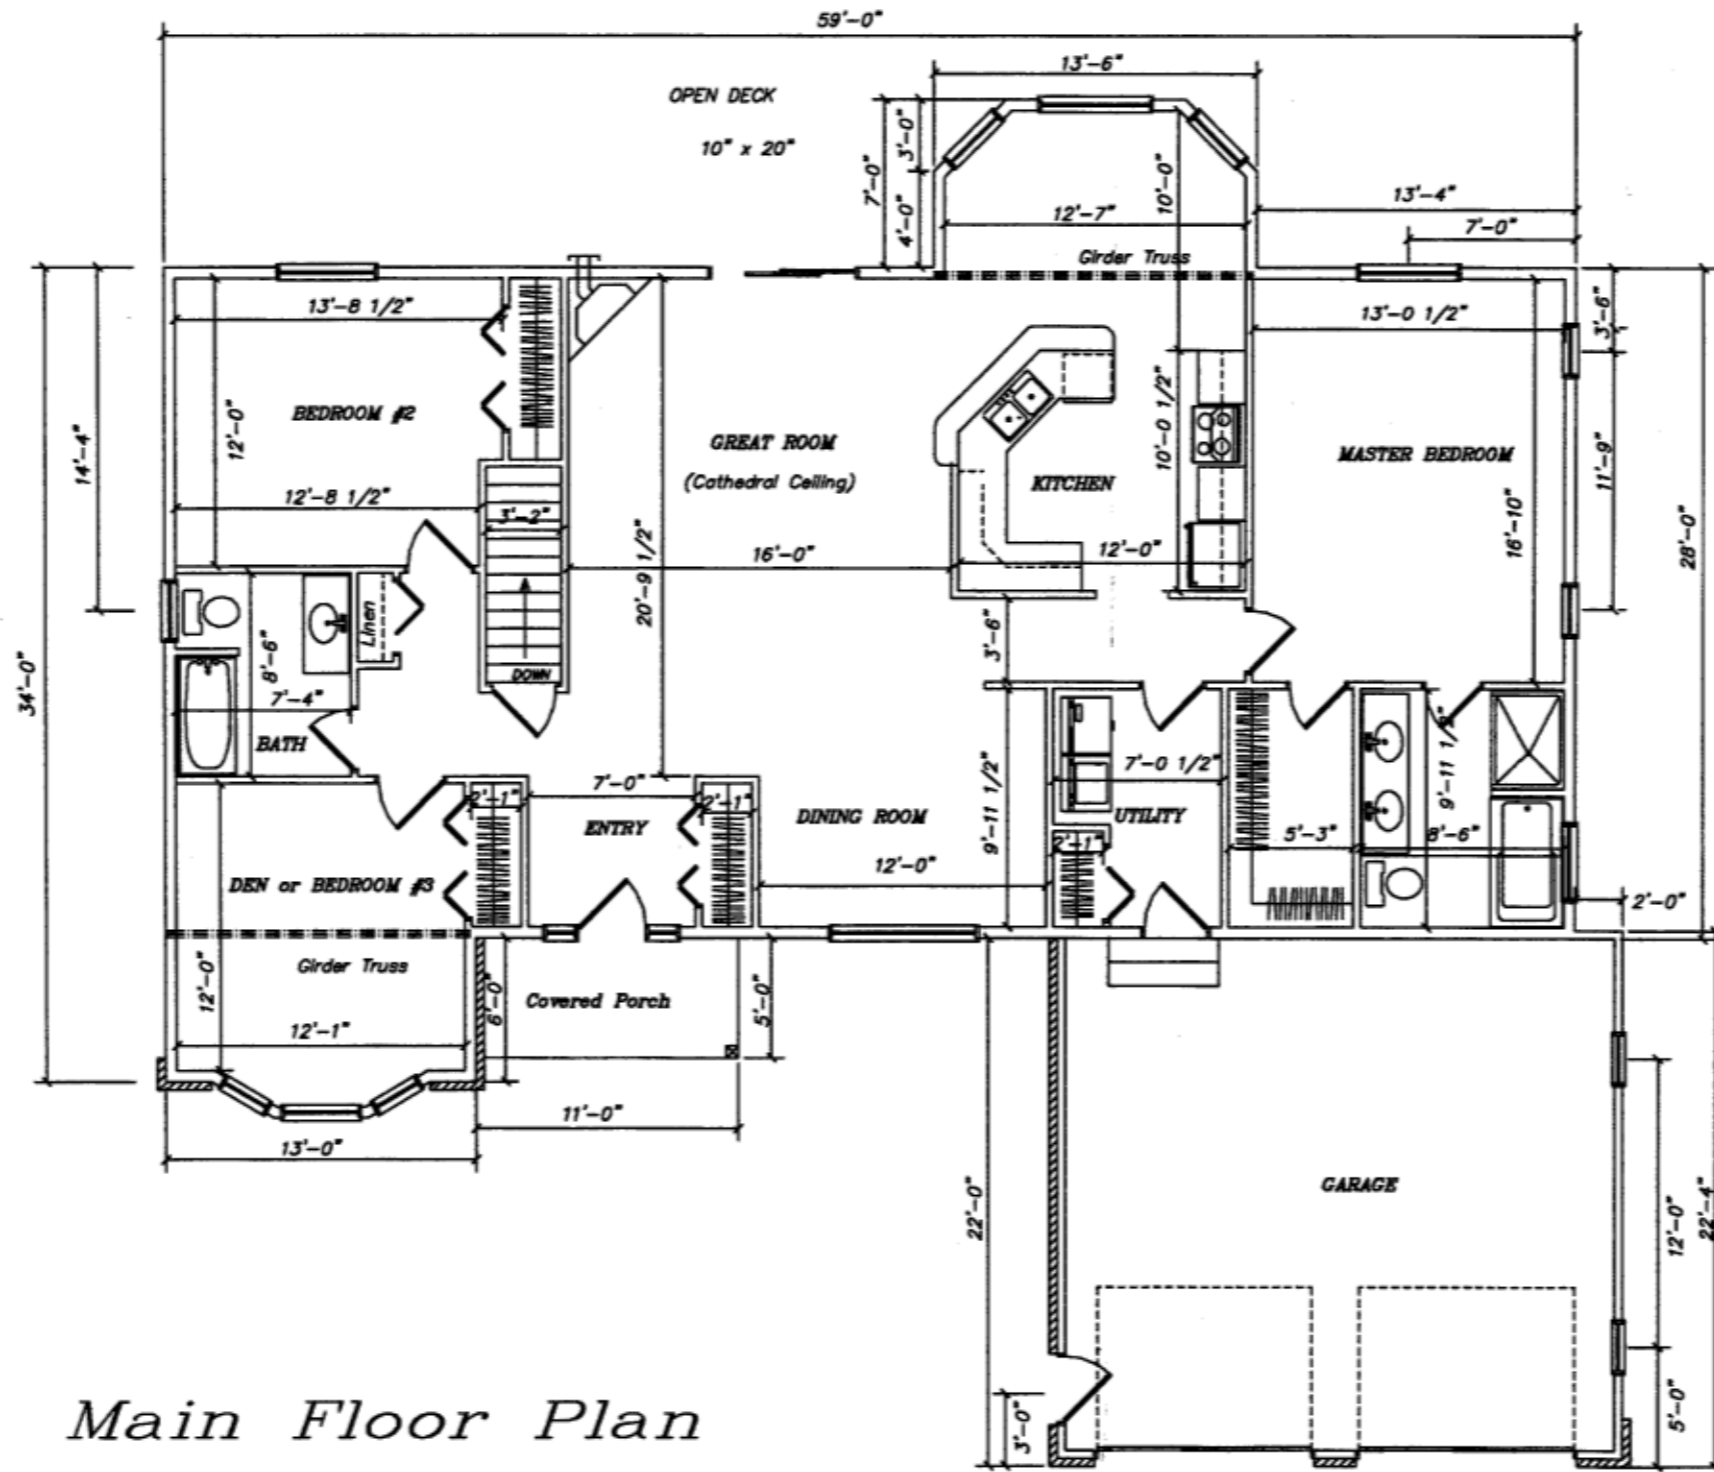 59'-0"
13'-6"
OPEN DECK
10" x 20"
3'-0"
7'-0"
4'-0"
10'-0"
12'-7"
13'-4"
7'-0"
Girder Truss
13'-8 1/2"
13'-0 1/2"
3'-6"
12'-0"
BEDROOM #2
14'-4"
GREAT ROOM
(Cathedral Ceiling)
10'-0 1/2"
KITCHEN
MASTER BEDROOM
11'-9"
12'-8 1/2"
3'-2"
16'-10"
28'-0"
16'-0"
12'-0"
20'-9 1/2"
Linen
8'-6"
3'-6"
34'-0"
DOWN
7'-4"
BATH
7'-0"
2'-1"
2'-1"
ENTRY
DINING ROOM
9'-11 1/2"
7'-0 1/2"
UTILITY
2'-1"
5'-3"
9'-11 1/2"
8'-6"
12'-0"
DEN or BEDROOM #3
2'-0"
Girder Truss
12'-0"
6'-0"
Covered Porch
5'-0"
12'-1"
11'-0"
13'-0"
22'-0"
GARAGE
12'-0"
22'-4"
3'-0"
5'-0"
Main Floor Plan